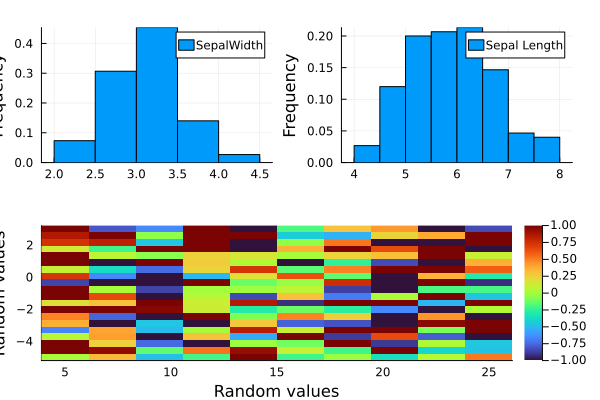 SepalWidth
Frequency
0.4
0.3
0.2
0.1
0.0
2.0 2.5 3.0 3.5 4.0 4.5
Sepal Length
Frequency
0.20
0.15
0.10
0.05
0.00
4 5 6 7 8
Random values
2
0
−2
−4
5 10 15 20 25
Random values
1.00
0.75
0.50
0.25
0
−0.25
−0.50
−0.75
−1.00